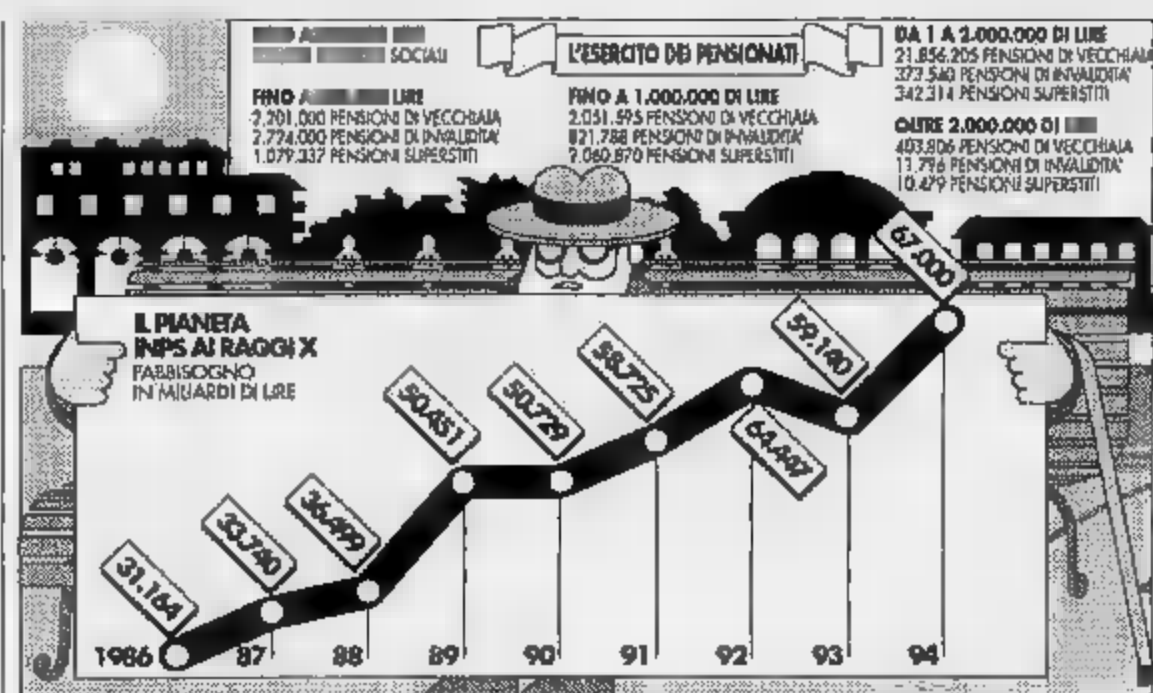 L'ESERCITO DEI PENSIONATI
SOCIALI
FINO A LIRE
2.201.000 PENSIONI DI VECCHIAIA
2.774.000 PENSIONI DI INVALIDITA'
1.079.337 PENSIONI SUPERSTITI
FINO A 1.000.000 DI LIRE
2.051.595 PENSIONI DI VECCHIAIA
821.788 PENSIONI DI INVALIDITA'
2.060.870 PENSIONI SUPERSTITI
DA 1 A 2.000.000 DI LIRE
21.856.205 PENSIONI DI VECCHIAIA
373.540 PENSIONI DI INVALIDITA'
342.314 PENSIONI SUPERSTITI
OLTRE 2.000.000 DI
403.806 PENSIONI DI VECCHIAIA
11.796 PENSIONI DI INVALIDITA'
10.479 PENSIONI SUPERSTITI
IL PIANETA
INPS AI RAGGI X
FABBISOGNO
IN MILIARDI DI LIRE
31.164
33.740
36.499
50.451
50.729
58.725
64.447
59.140
67.000
1986 87 88 89 90 91 92 93 94